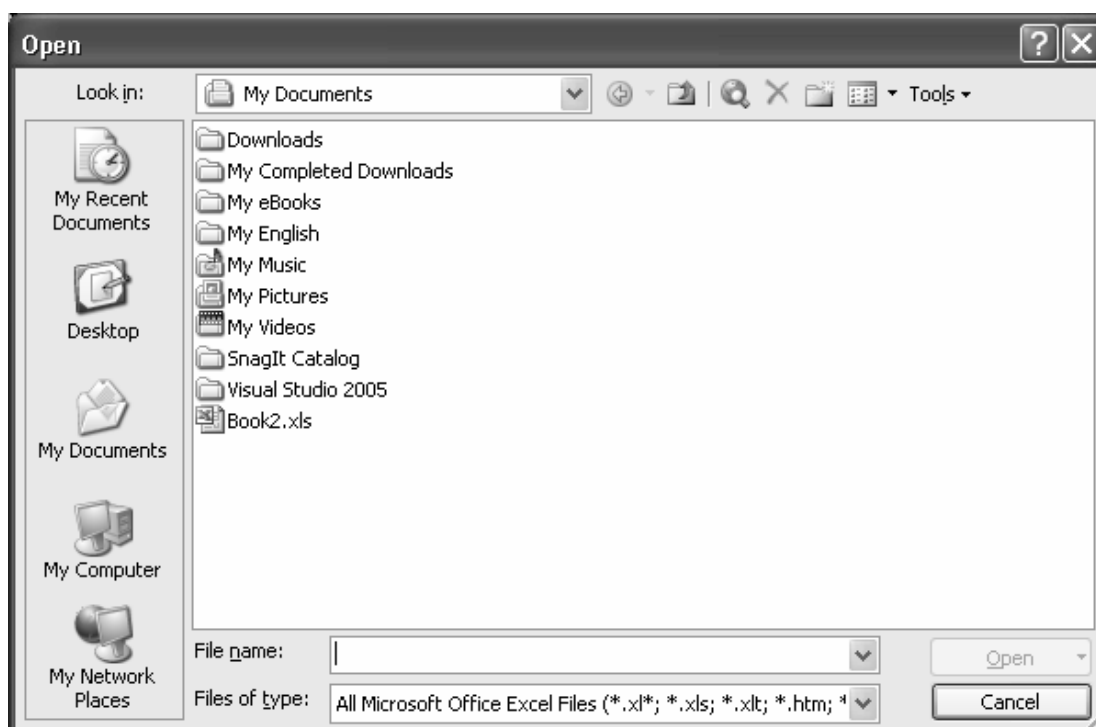 Open
Look in:
My Documents
Tools
My Recent
Documents
Desktop
My Documents
My Computer
My Network
Places
Downloads
My Completed Downloads
My eBooks
My English
My Music
My Pictures
My Videos
SnagIt Catalog
Visual Studio 2005
Book2.xls
File name:
Open
Files of type:
All Microsoft Office Excel Files (*.xl*; *.xls; *.xlt; *.htm; *
Cancel